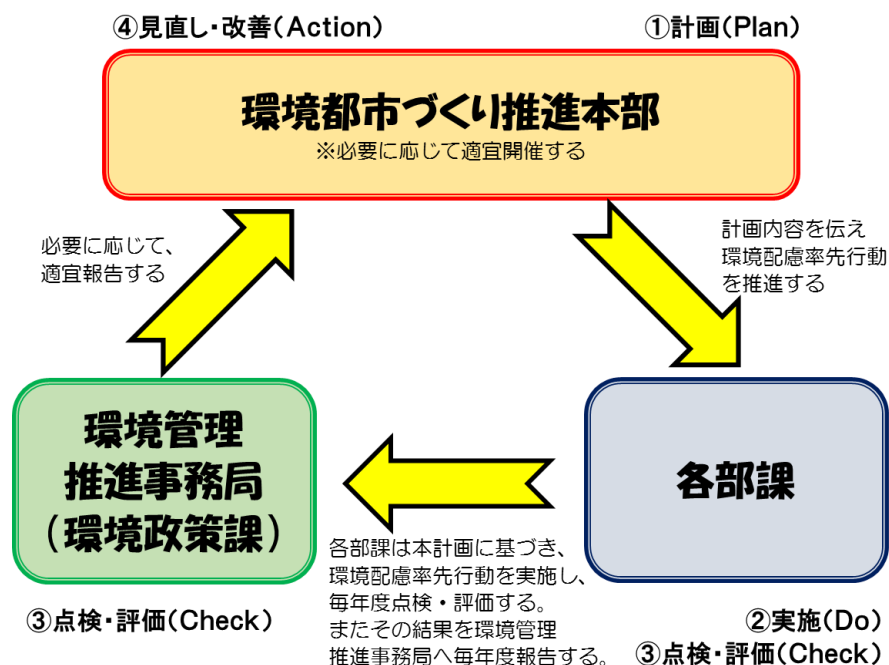 ④見直し・改善(Action)
①計画(Plan)
環境都市づくり推進本部
※必要に応じて適宜開催する
必要に応じて、
適宜報告する
計画内容を伝え
環境配慮率先行動
を推進する
環境管理
推進事務局
(環境政策課)
各部課
各部課は本計画に基づき、
環境配慮率先行動を実施し、
毎年度点検・評価する。
またその結果を環境管理
推進事務局へ毎年度報告する。
③点検・評価(Check)
②実施(Do)
③点検・評価(Check)